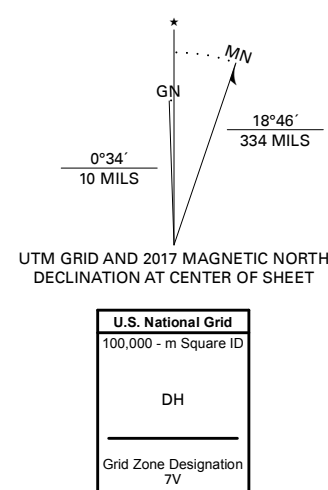 MN
GN
18°46´
334 MILS
0°34´
10 MILS
UTM GRID AND 2017 MAGNETIC NORTH
DECLINATION AT CENTER OF SHEET
U.S. National Grid
100,000 - m Square ID
DH
Grid Zone Designation
7V